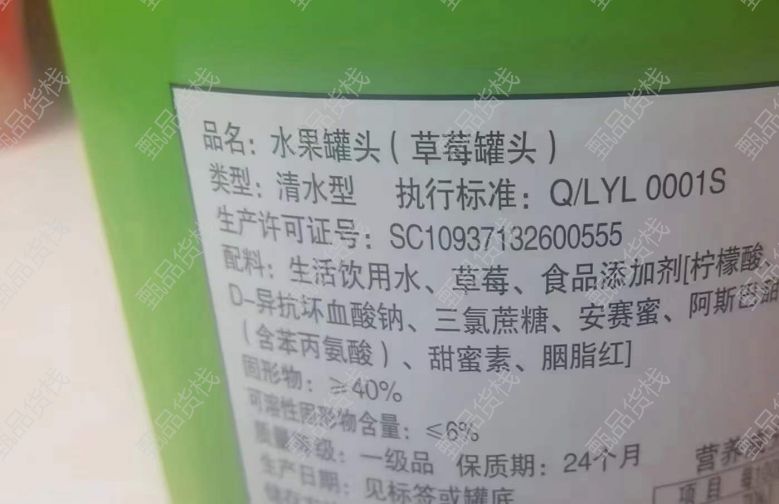 品名：水果罐头（草莓罐头）
类型：清水型 执行标准：Q/LYL 0001S
生产许可证号：SC10937132600555
配料：生活饮用水、草莓、食品添加剂[柠檬酸、
D-异抗坏血酸钠、三氯蔗糖、安赛蜜、阿斯巴甜
（含苯丙氨酸）、甜蜜素、胭脂红]
固形物：≥40%
可溶性固形物含量：≤6%
质量等级：一级品 保质期：24个月
生产日期：见标签或罐底
营养
项目
甄品货栈